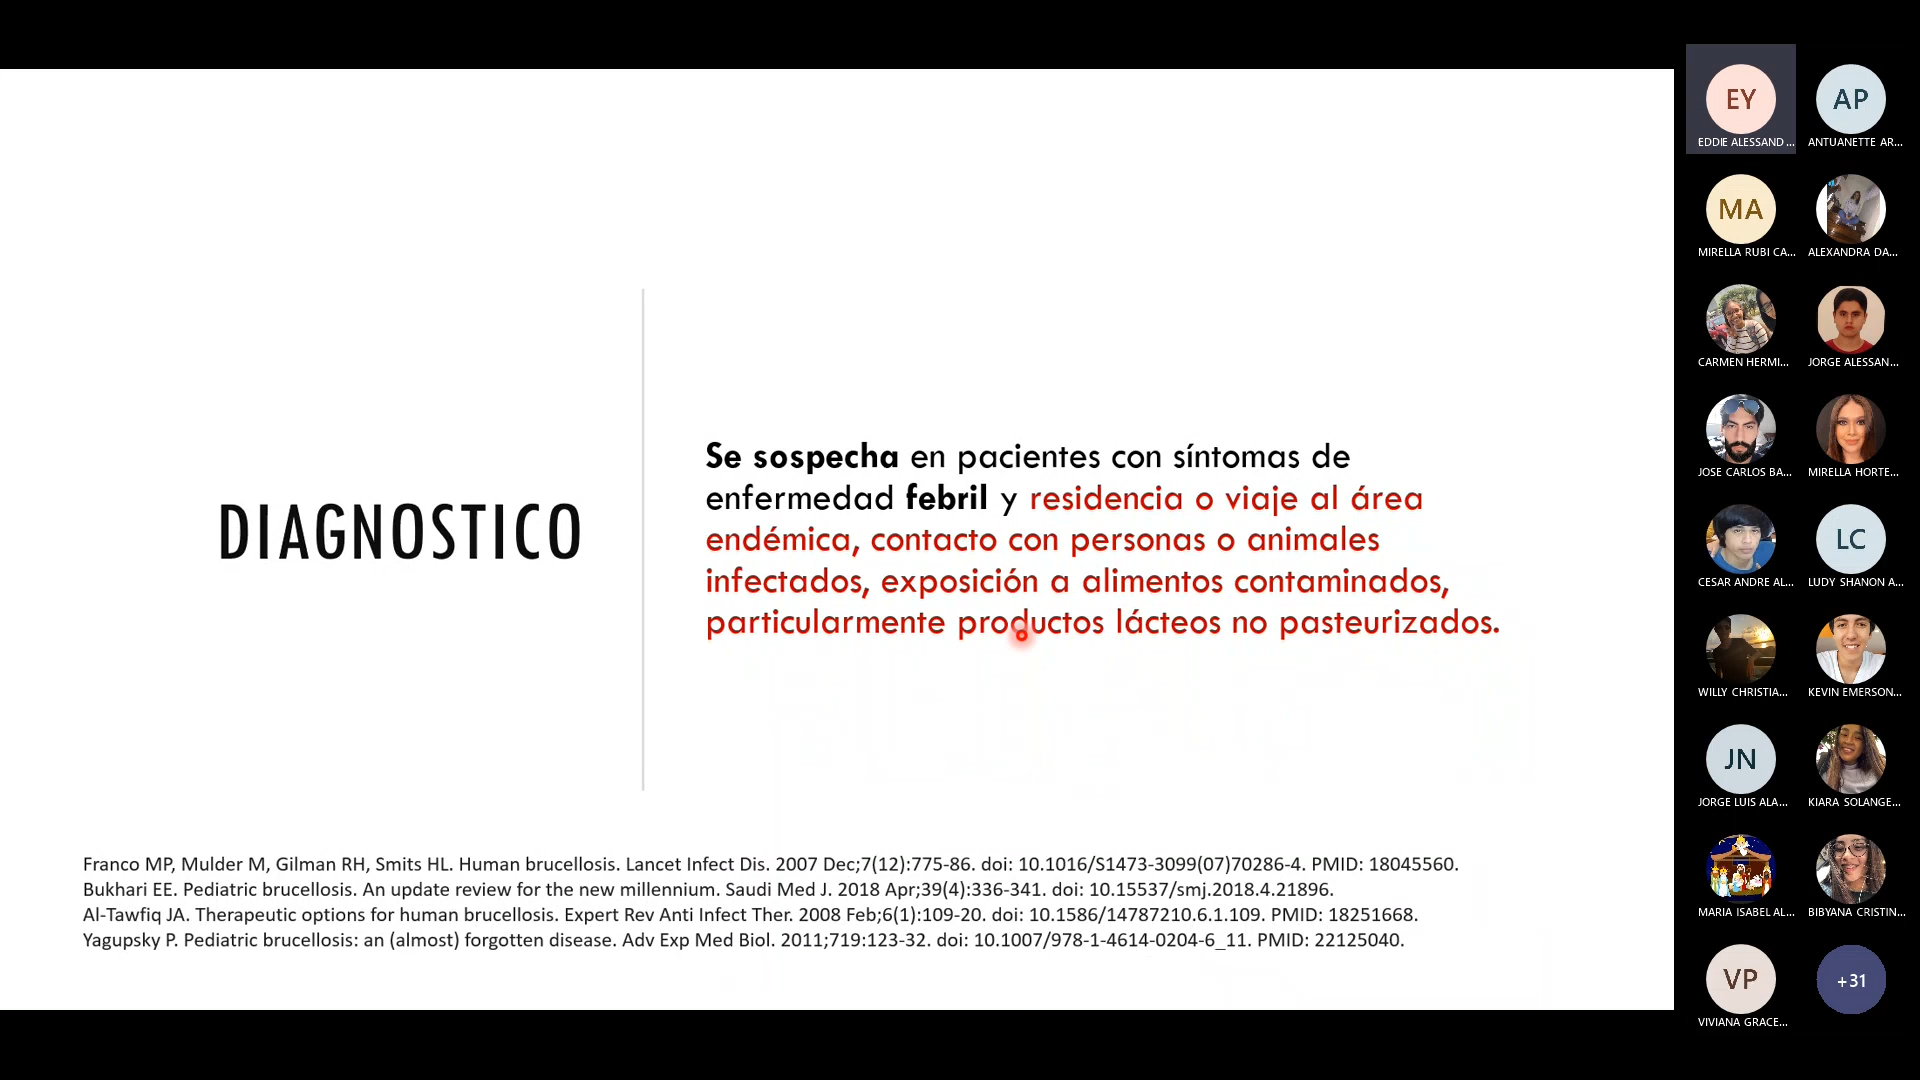 DIAGNOSTICO
Se sospecha en pacientes con síntomas de
enfermedad febril y residencia o viaje al área
endémica, contacto con personas o animales
infectados, exposición a alimentos contaminados,
particularmente productos lácteos no pasteurizados.
Franco MP, Mulder M, Gilman RH, Smits HL. Human brucellosis. Lancet Infect Dis. 2007 Dec;7(12):775-86. doi: 10.1016/S1473-3099(07)70286-4. PMID: 18045560.
Bukhari EE. Pediatric brucellosis. An update review for the new millennium. Saudi Med J. 2018 Apr;39(4):336-341. doi: 10.15537/smj.2018.4.21896.
Al-Tawfiq JA. Therapeutic options for human brucellosis. Expert Rev Anti Infect Ther. 2008 Feb;6(1):109-20. doi: 10.1586/14787210.6.1.109. PMID: 18251668.
Yagupsky P. Pediatric brucellosis: an (almost) forgotten disease. Adv Exp Med Biol. 2011;719:123-32. doi: 10.1007/978-1-4614-0204-6_11. PMID: 22125040.
EY
EDDIE ALESSAND...
AP
ANTUANETTE AR...
MA
MIRELLA RUBI CA...
ALEXANDRA DA...
CARMEN HERMI...
JORGE ALESSAN...
JOSE CARLOS BA...
MIRELLA HORTE...
CESAR ANDRE AL...
LC
LUDY SHANON A...
WILLY CHRISTIA...
KEVIN EMERSON...
JN
JORGE LUIS ALA...
KIARA SOLANGE...
MARIA ISABEL AL...
BIBYANA CRISTIN...
VP
VIVIANA GRACE...
+31